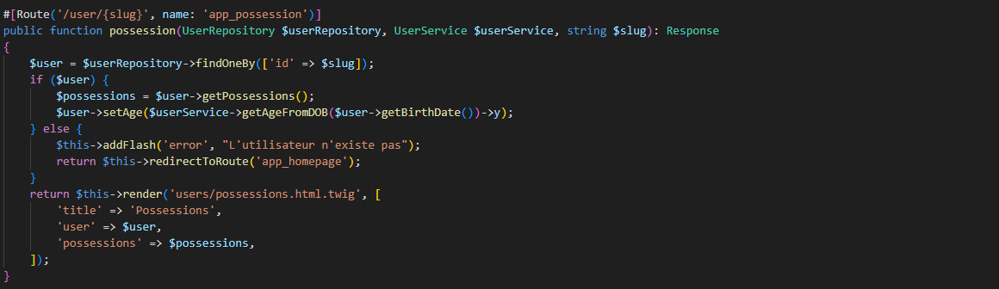 #[Route('/user/{slug}', name: 'app_possession')]
public function possession(UserRepository $userRepository, UserService $userService, string $slug): Response
{
    $user = $userRepository->findOneBy(['id' => $slug]);
    if ($user) {
        $possessions = $user->getPossessions();
        $user->setAge($userService->getAgeFromDOB($user->getBirthDate())->y);
    } else {
        $this->addFlash('error', "L'utilisateur n'existe pas");
        return $this->redirectToRoute('app_homepage');
    }
    return $this->render('users/possessions.html.twig', [
        'title' => 'Possessions',
        'user' => $user,
        'possessions' => $possessions,
    ]);
}